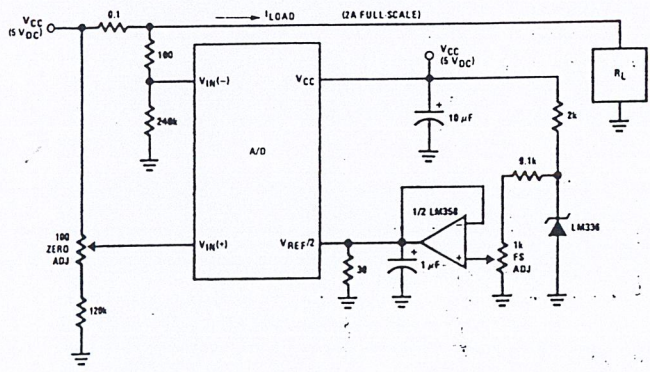 VCC
(5 VDC)
0.1
ILOAD
(2A FULL-SCALE)
100
VIN(-)
240k
A/D
VCC
VCC
(5 VDC)
10 μF
RL
2k
9.1k
LM336
1/2 LM358
-
+
1k
FS
ADJ
VIN(+)
VREF/2
30
+
1 μF
+
100
ZERO
ADJ
120k